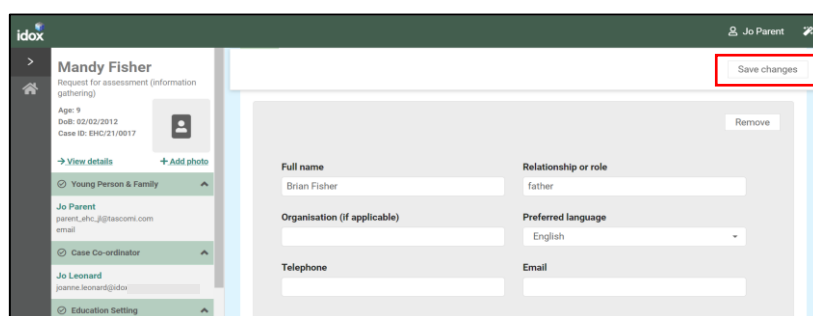 idox
Jo Parent
Mandy Fisher
Request for assessment (information
gathering)
Age: 9
DoB: 02/02/2012
Case ID: EHC/21/0017
View details
+ Add photo
Young Person & Family
Jo Parent
parent_ehc_jl@tascomi.com
email
Case Co-ordinator
Jo Leonard
joanne.leonard@idox
Education Setting
Save changes
Remove
Full name
Relationship or role
Brian Fisher
father
Organisation (if applicable)
Preferred language
English
Telephone
Email